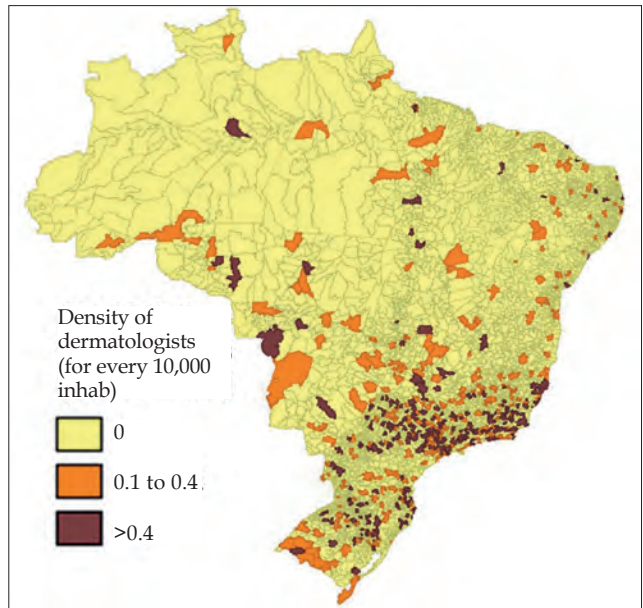 Density of
dermatologists
(for every 10,000
inhab)
0
0.1 to 0.4
>0.4